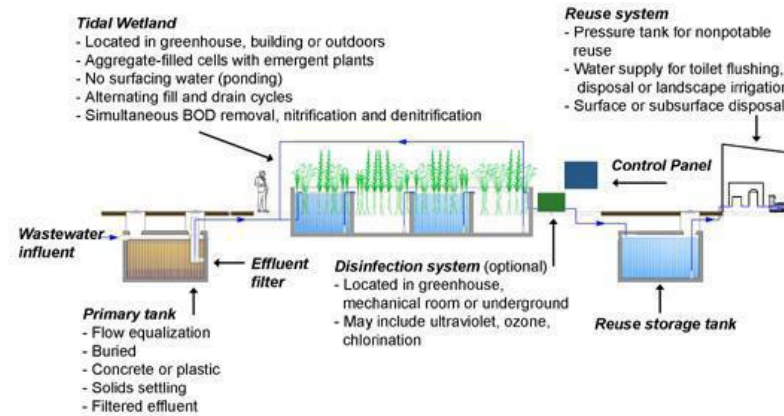 Tidal Wetland
- Located in greenhouse, building or outdoors
- Aggregate-filled cells with emergent plants
- No surfacing water (ponding)
- Alternating fill and drain cycles
- Simultaneous BOD removal, nitrification and denitrification
Reuse system
- Pressure tank for nonpotable
reuse
- Water supply for toilet flushing,
disposal or landscape irrigation
- Surface or subsurface disposal
Control Panel
Wastewater
influent
Effluent
filter
Disinfection system (optional)
- Located in greenhouse,
mechanical room or underground
- May include ultraviolet, ozone,
chlorination
Reuse storage tank
Primary tank
- Flow equalization
- Buried
- Concrete or plastic
- Solids settling
- Filtered effluent